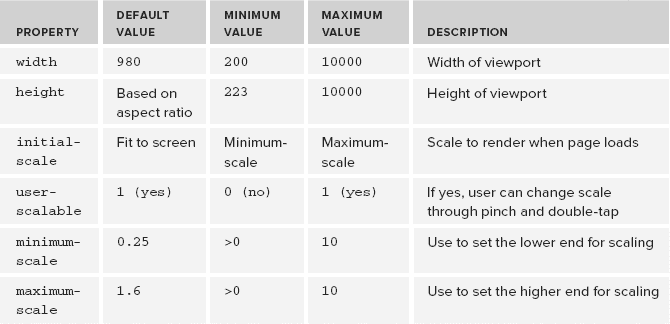 PROPERTY DEFAULT VALUE MINIMUM VALUE MAXIMUM VALUE DESCRIPTION
width 980 200 10000 Width of viewport
height Based on aspect ratio 223 10000 Height of viewport
initial-scale Fit to screen Minimum-scale Maximum-scale Scale to render when page loads
user-scalable 1 (yes) 0 (no) 1 (yes) If yes, user can change scale through pinch and double-tap
minimum-scale 0.25 >0 10 Use to set the lower end for scaling
maximum-scale 1.6 >0 10 Use to set the higher end for scaling